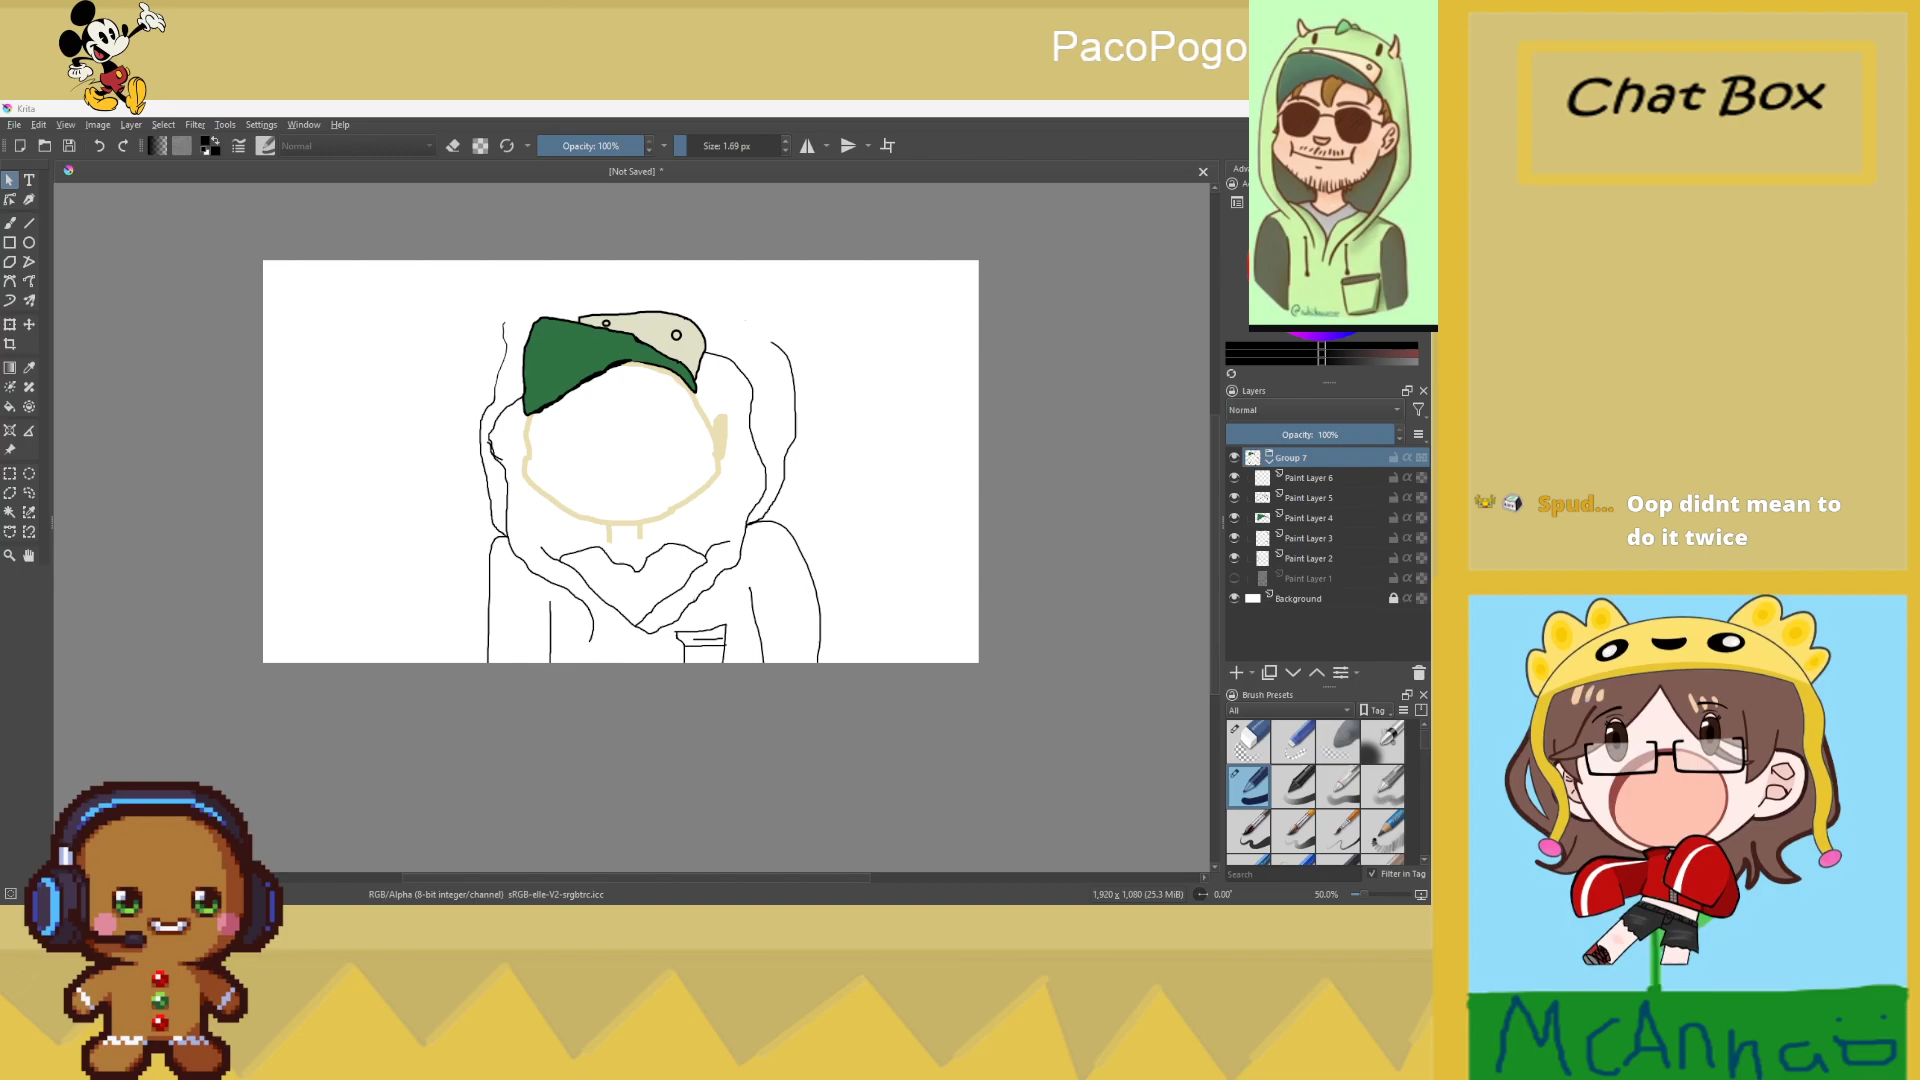 PacoPogo
Chat Box
Krita
File Edit View Image Layer Select Filter Tools Settings Window Help
Normal
Opacity: 100%
Size: 1.69 px
[Not Saved] *
T
Layers
Normal
Opacity: 100%
Group 7
Paint Layer 6
Paint Layer 5
Paint Layer 4
Paint Layer 3
Paint Layer 2
Paint Layer 1
Background
Brush Presets
All
Tag
Search
Filter in Tag
RGB/Alpha (8-bit integer/channel) sRGB-elle-V2-srgbtrc.icc
1,920 x 1,080 (25.3 MiB)
0.00°
50.0%
Spud... Oop didnt mean to
do it twice
McAnna